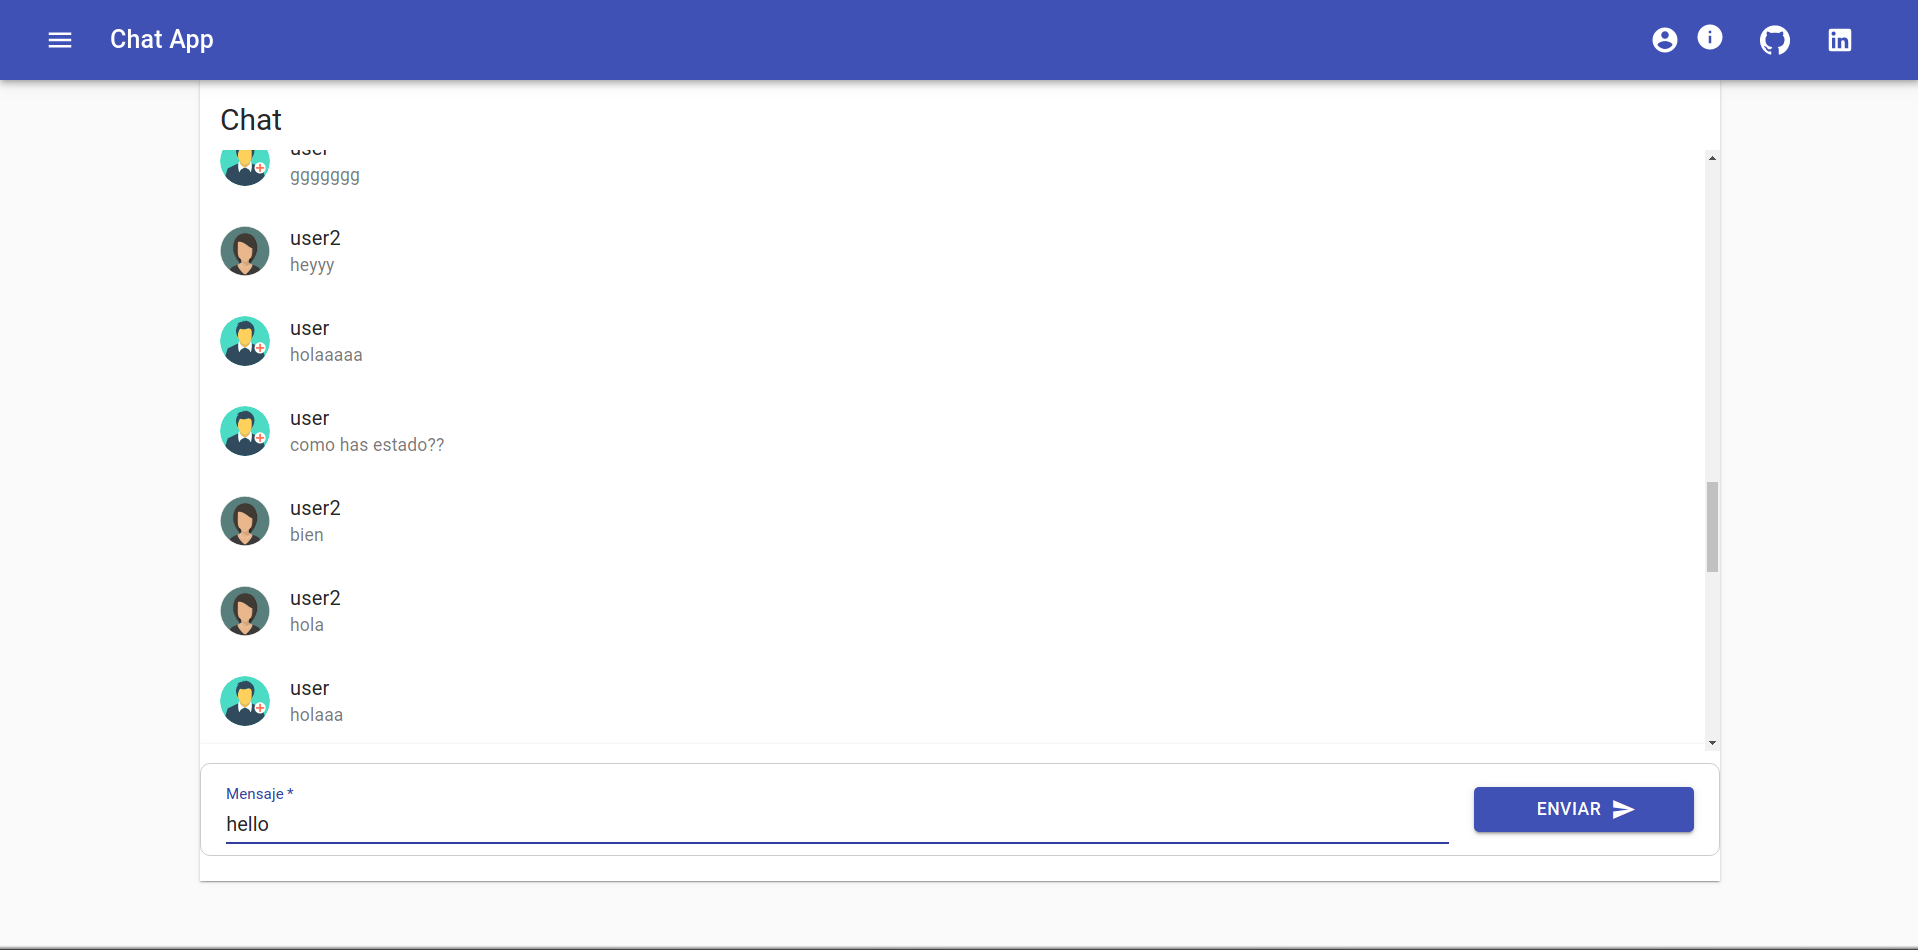 Chat App
Chat
user
ggggggg
user2
heyyy
user
holaaaaa
user
como has estado??
user2
bien
user2
hola
user
holaaa
Mensaje *
hello
ENVIAR